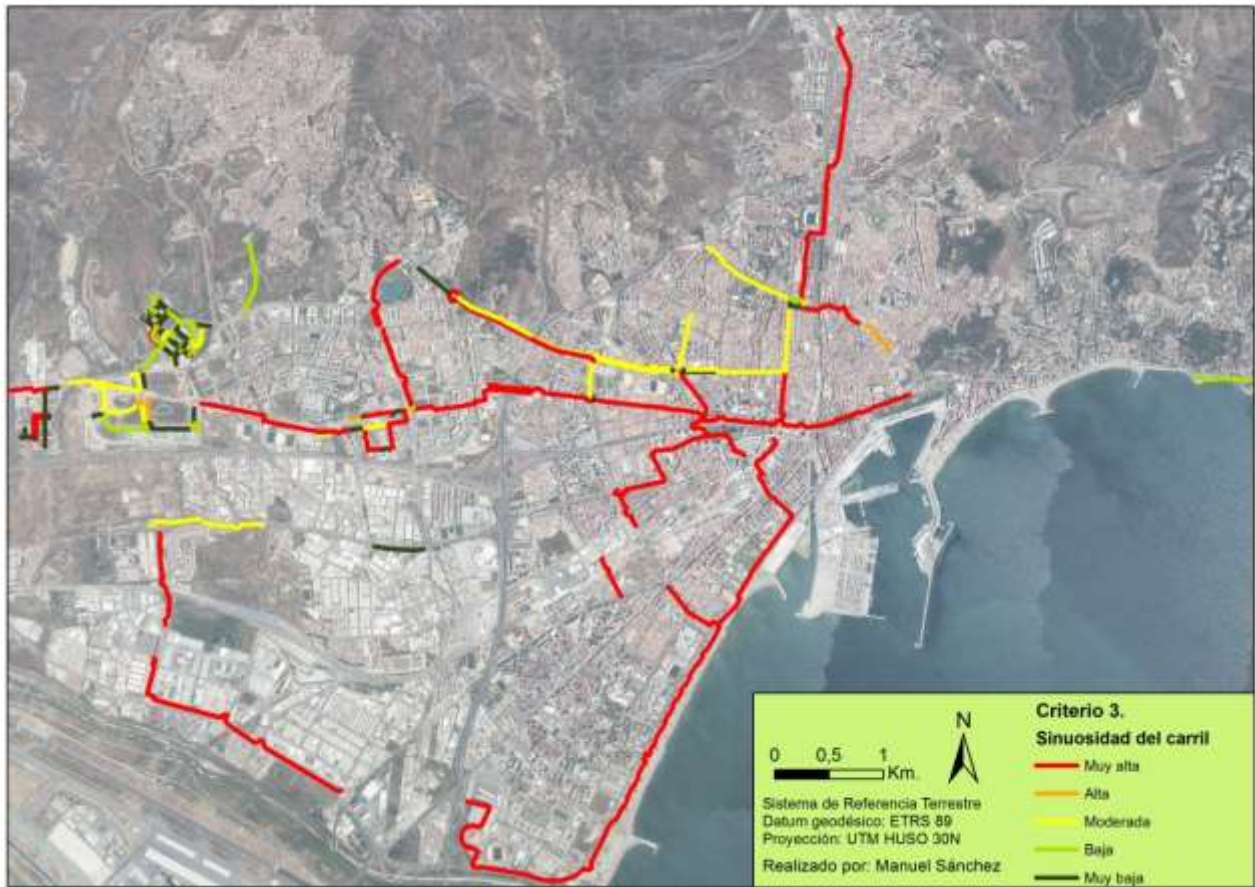 N
0 0,5 1
Km.
Sistema de Referencia Terrestre
Datum geodésico: ETRS 89
Proyección: UTM HUSO 30N
Realizado por: Manuel Sánchez
Criterio 3.
Sinuosidad del carril
Muy alta
Alta
Moderada
Baja
Muy baja